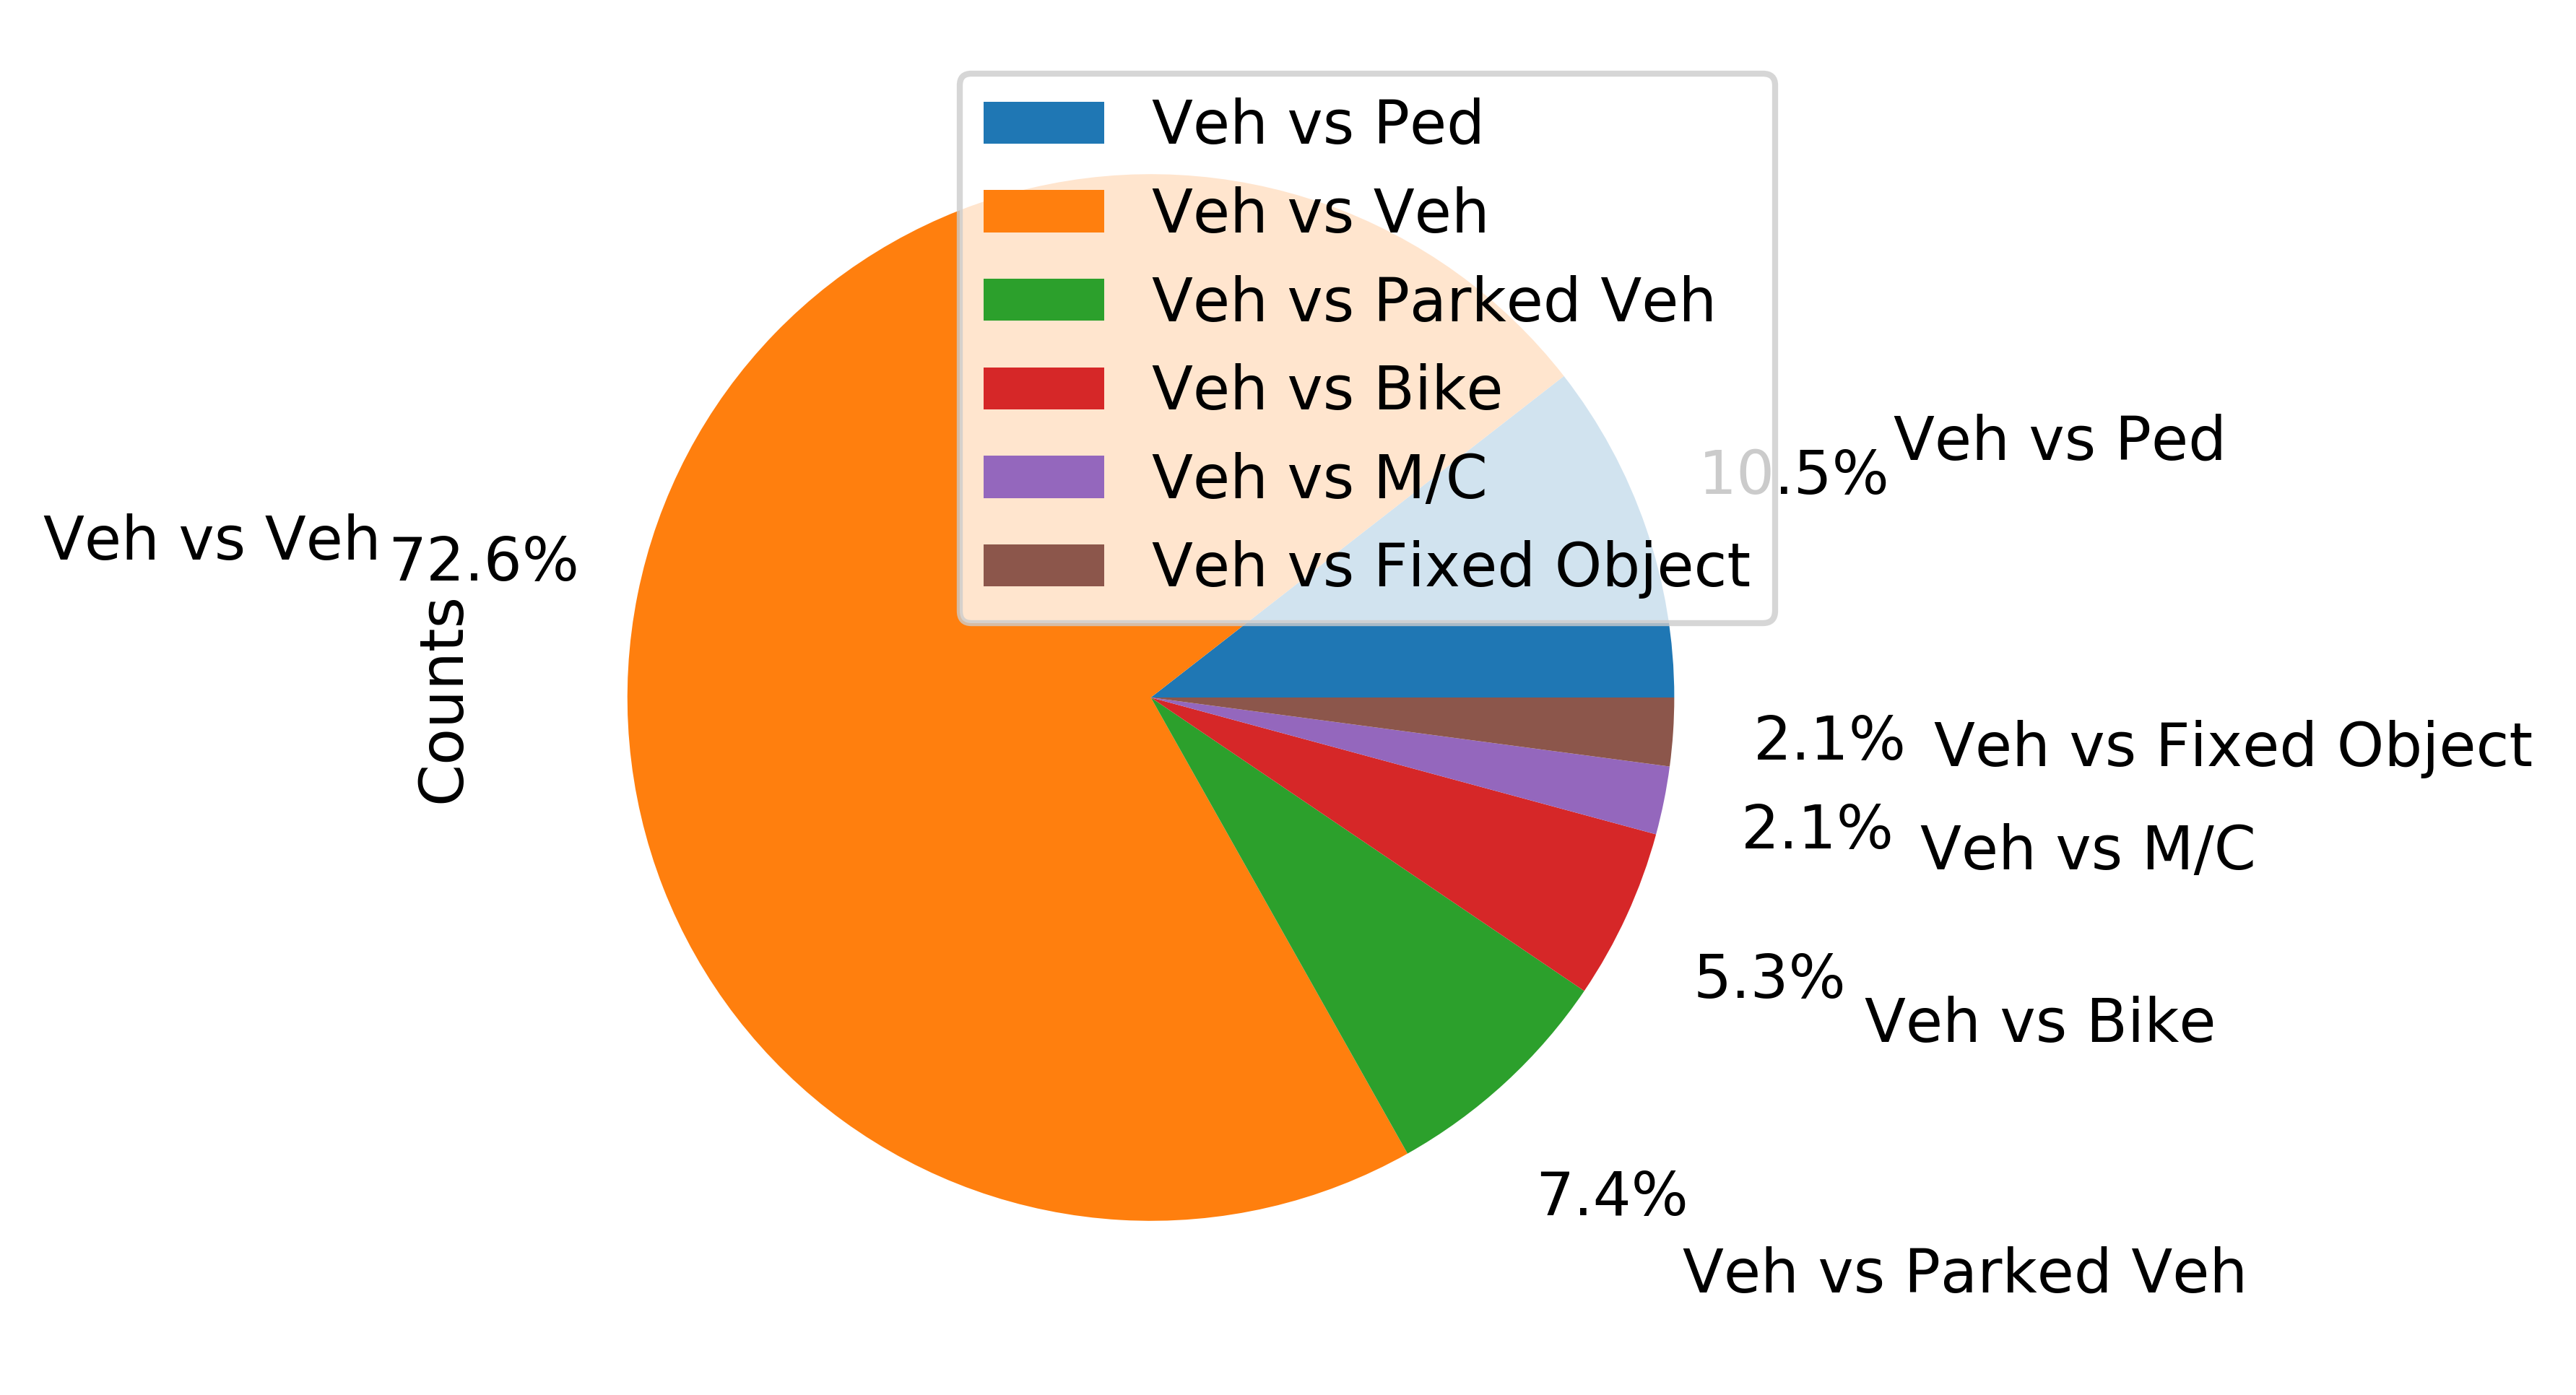 Veh vs Ped
Veh vs Veh
Veh vs Parked Veh
Veh vs Bike
Veh vs M/C
Veh vs Fixed Object
Veh vs Ped
10.5%
Veh vs Veh
72.6%
Counts
2.1%
Veh vs Fixed Object
2.1%
Veh vs M/C
5.3%
Veh vs Bike
7.4%
Veh vs Parked Veh